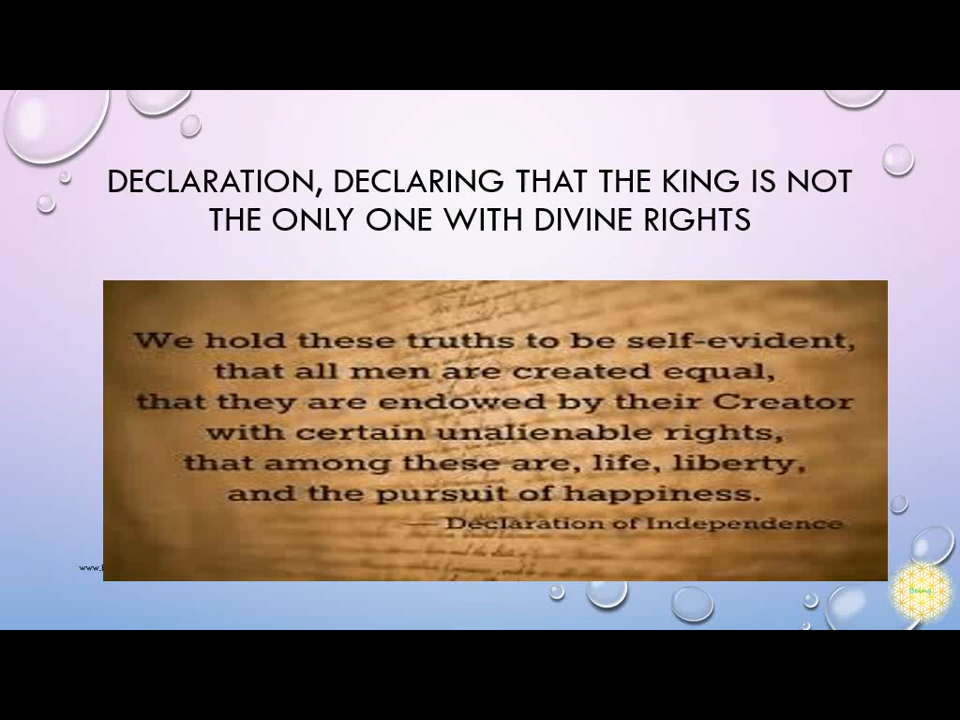 DECLARATION, DECLARING THAT THE KING IS NOT
THE ONLY ONE WITH DIVINE RIGHTS
We hold these truths to be self-evident,
that all men are created equal,
that they are endowed by their Creator
with certain unalienable rights,
that among these are, life, liberty,
and the pursuit of happiness.
— Declaration of Independence
www.
Being